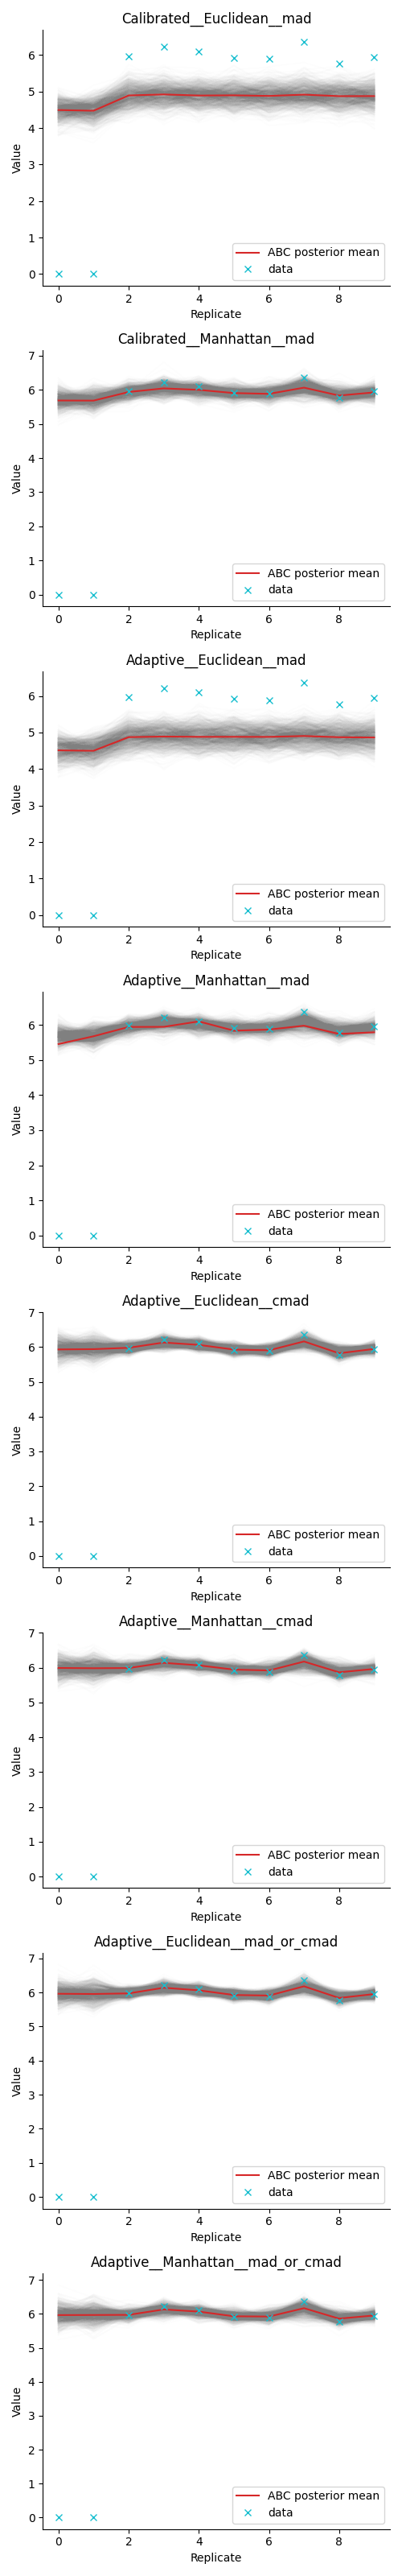 Calibrated__Euclidean__mad
6
5
4
3
2
1
0
Value
ABC posterior mean
data
0 2 4 6 8
Replicate
Calibrated__Manhattan__mad
7
6
5
4
3
2
1
0
Value
ABC posterior mean
data
0 2 4 6 8
Replicate
Adaptive__Euclidean__mad
6
5
4
3
2
1
0
Value
ABC posterior mean
data
0 2 4 6 8
Replicate
Adaptive__Manhattan__mad
6
5
4
3
2
1
0
Value
ABC posterior mean
data
0 2 4 6 8
Replicate
Adaptive__Euclidean__cmad
7
6
5
4
3
2
1
0
Value
ABC posterior mean
data
0 2 4 6 8
Replicate
Adaptive__Manhattan__cmad
7
6
5
4
3
2
1
0
Value
ABC posterior mean
data
0 2 4 6 8
Replicate
Adaptive__Euclidean__mad_or_cmad
7
6
5
4
3
2
1
0
Value
ABC posterior mean
data
0 2 4 6 8
Replicate
Adaptive__Manhattan__mad_or_cmad
7
6
5
4
3
2
1
0
Value
ABC posterior mean
data
0 2 4 6 8
Replicate